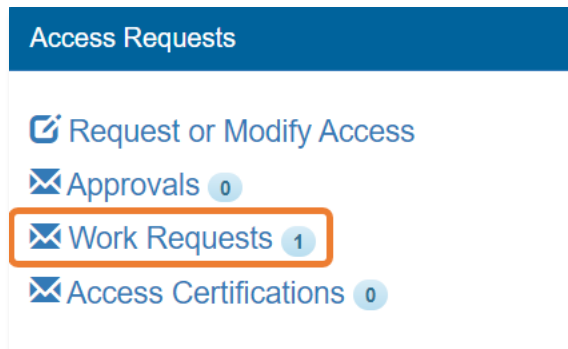 Access Requests
Request or Modify Access
Approvals 0
Work Requests 1
Access Certifications 0